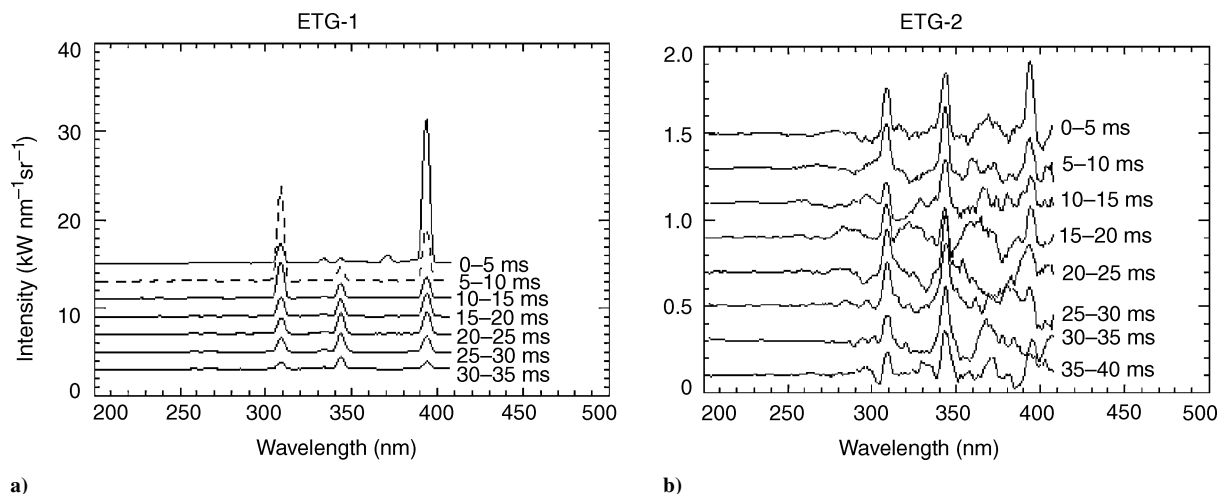 ETG-1
40
30
20
10
0
Intensity (kW nm−1sr−1)
0–5 ms
5–10 ms
10–15 ms
15–20 ms
20–25 ms
25–30 ms
30–35 ms
200 250 300 350 400 450 500
Wavelength (nm)
a)
ETG-2
2.0
1.5
1.0
0.5
0
0–5 ms
5–10 ms
10–15 ms
15–20 ms
20–25 ms
25–30 ms
30–35 ms
35–40 ms
200 250 300 350 400 450 500
Wavelength (nm)
b)